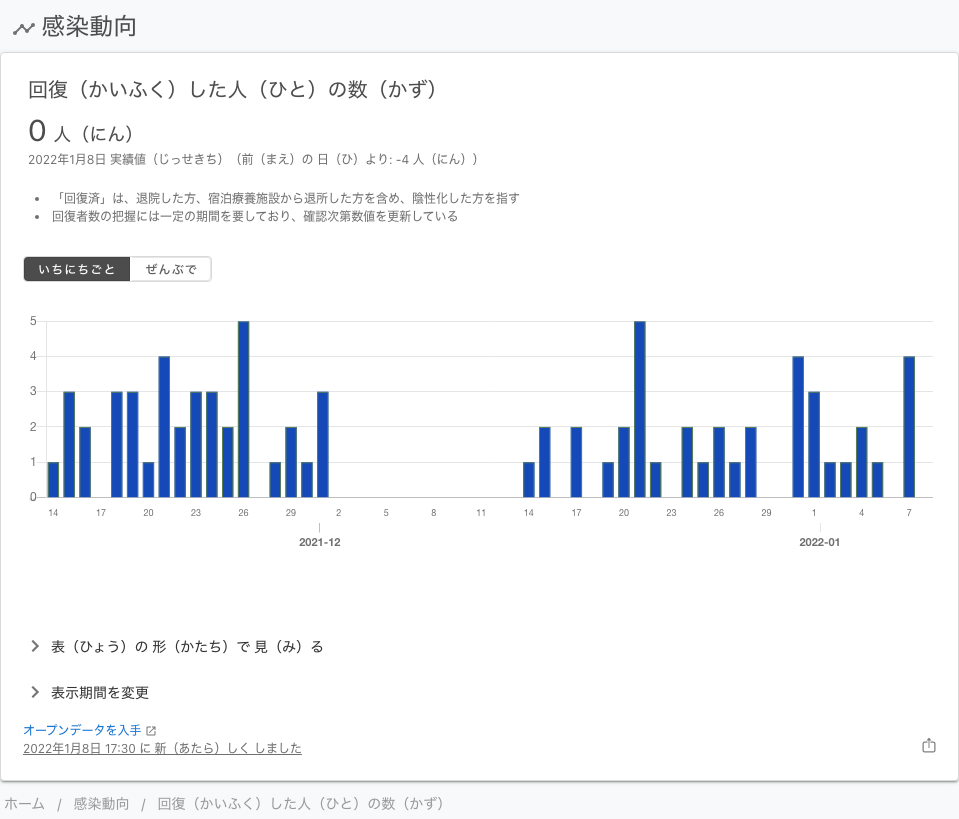 感染動向
回復（かいふく）した人（ひと）の数（かず）
0 人（にん）
2022年1月8日 実績値（じっせきち）（前（まえ）の 日（ひ）より: -4 人（にん））
「回復済」は、退院した方、宿泊療養施設から退所した方を含め、陰性化した方を指す
回復者数の把握には一定の期間を要しており、確認次第数値を更新している
いちにちごと ぜんぶで
5
4
3
2
1
0
14 17 20 23 26 29 2 5 8 11 14 17 20 23 26 29 1 4 7
2021-12 2022-01
表（ひょう）の 形（かたち）で 見（み）る
表示期間を変更
オープンデータを入手
2022年1月8日 17:30 に 新（あたら）しく しました
ホーム / 感染動向 / 回復（かいふく）した人（ひと）の数（かず）